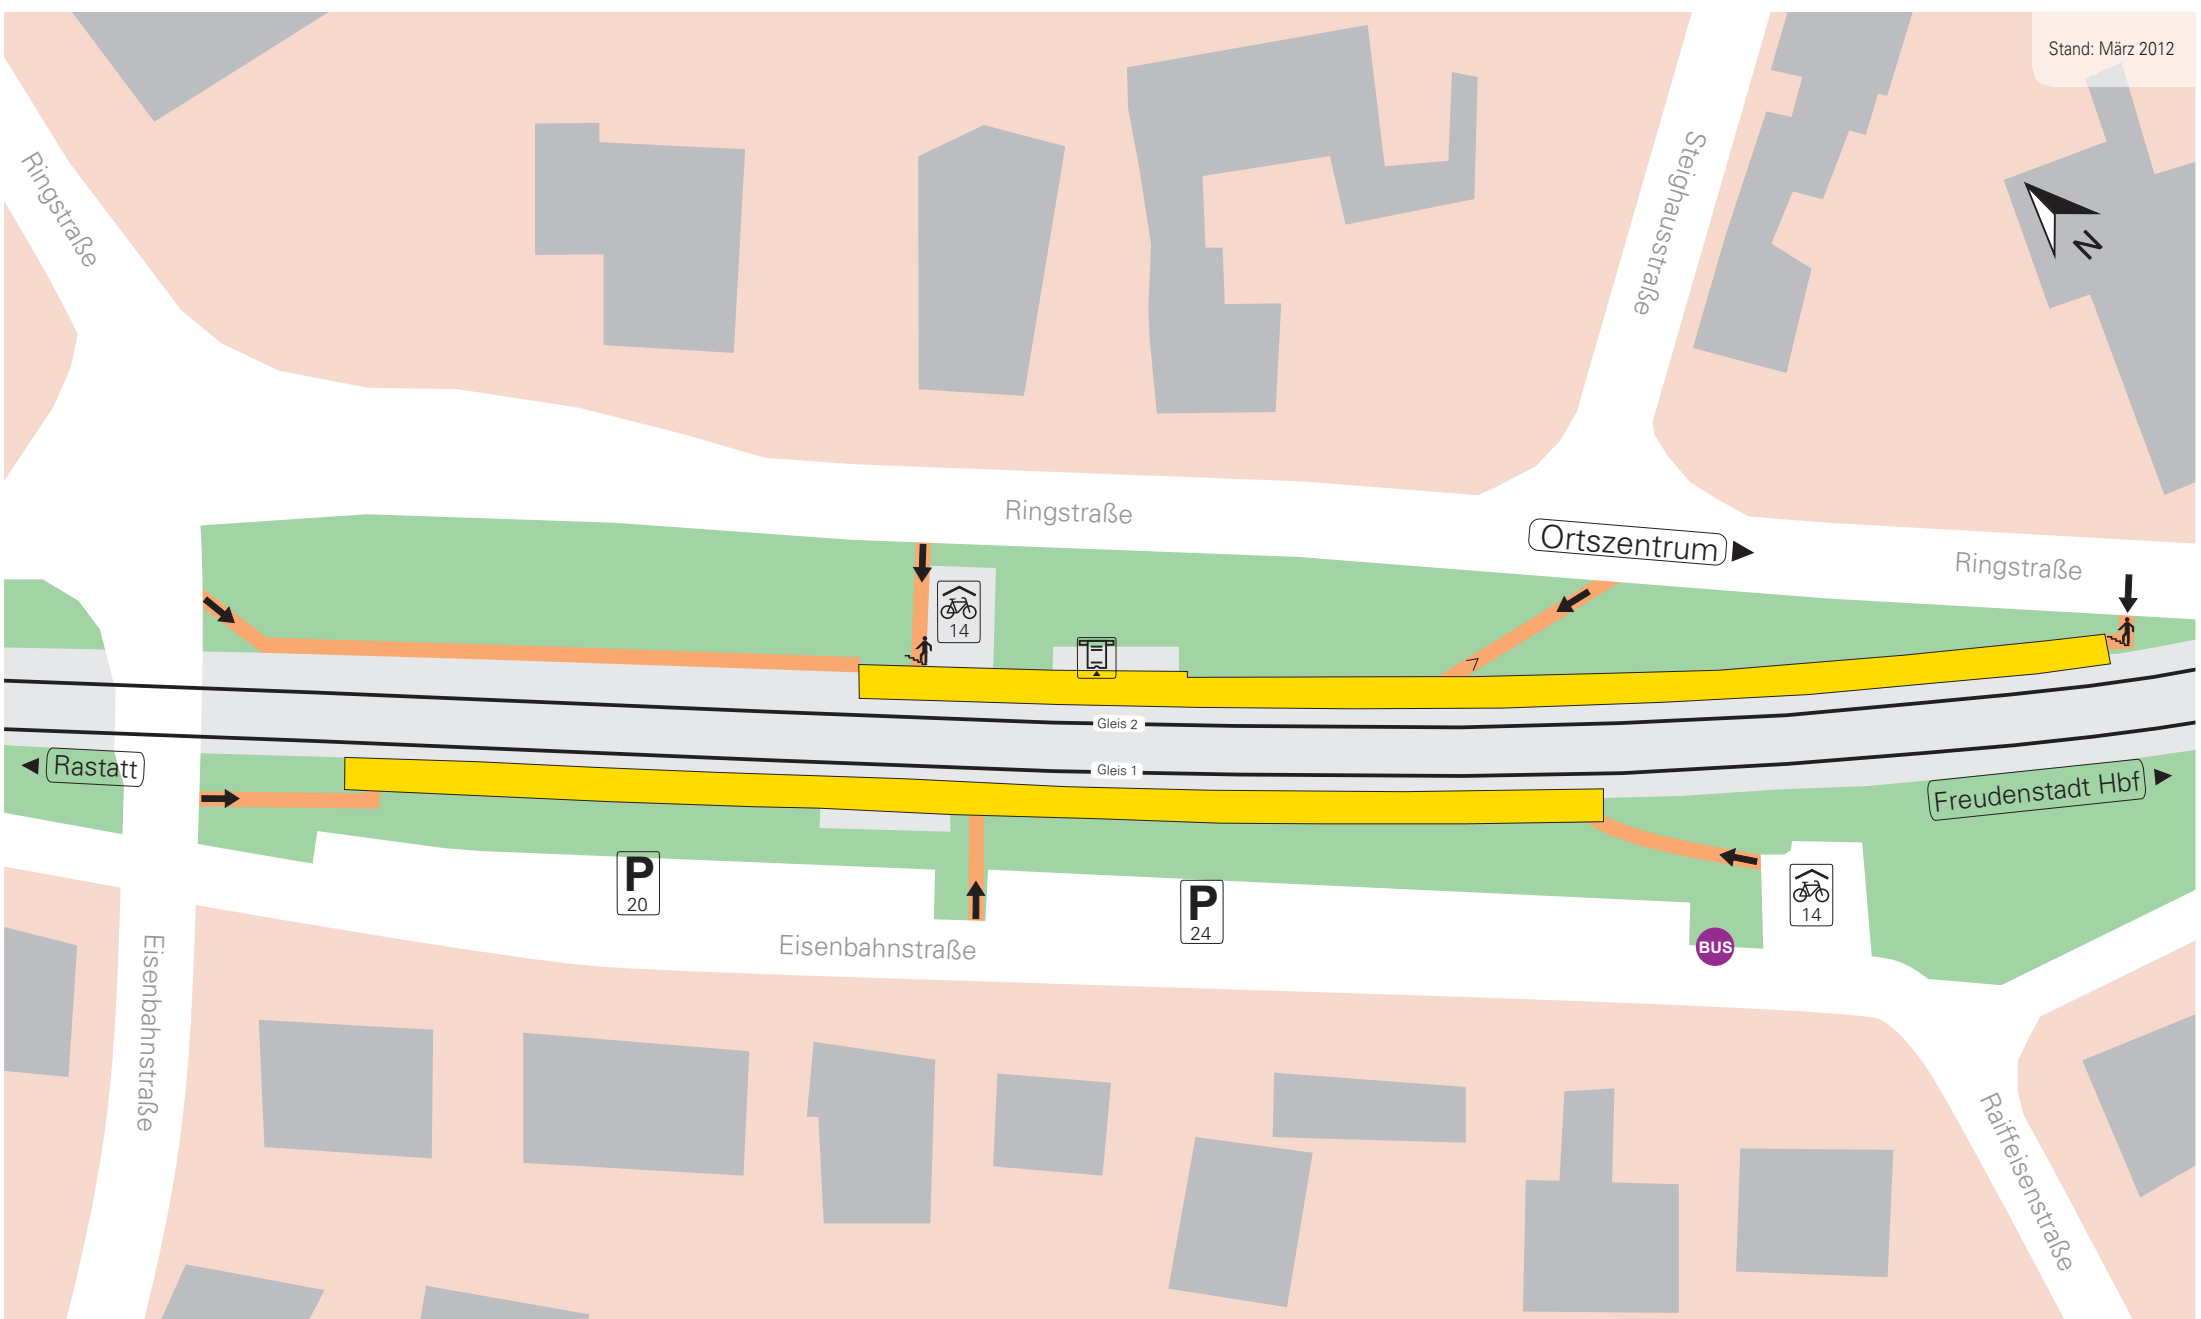 Stand: März 2012
Ringstraße
Steighausstraße
N
Ringstraße
Ortszentrum
Ringstraße
14
Gleis 2
Gleis 1
Rastatt
Freudenstadt Hbf
P
20
P
24
14
BUS
Eisenbahnstraße
Eisenbahnstraße
Raiffeisenstraße